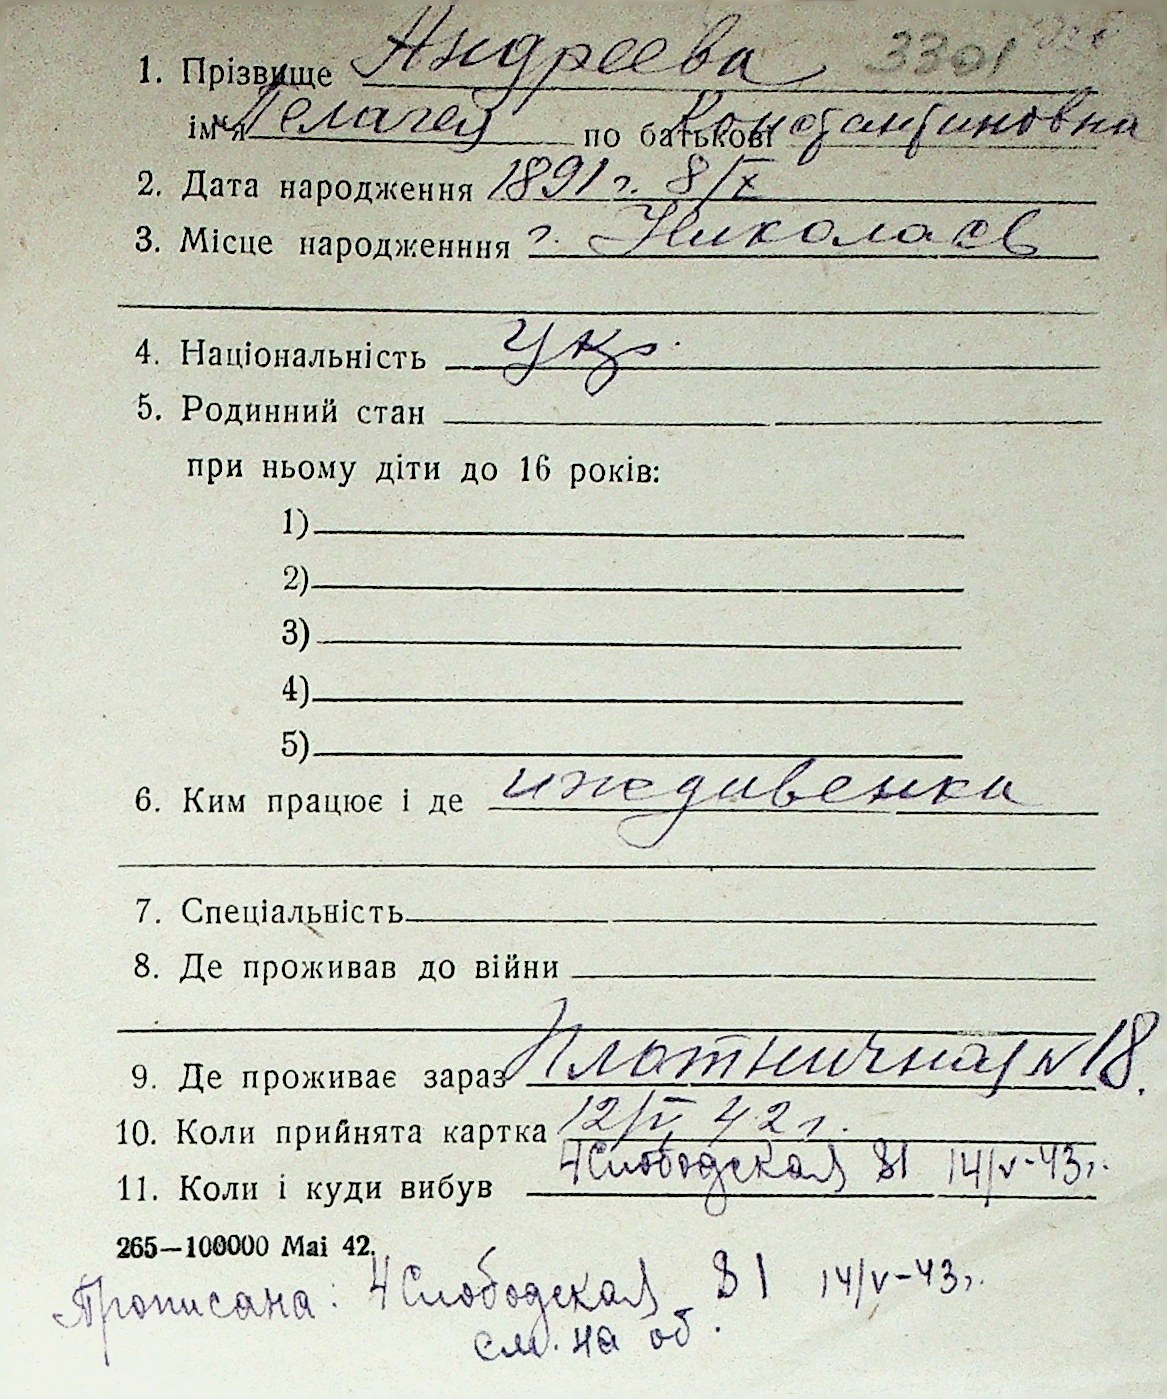 3301
1. Прізвище Андреева
ім'я Пелагея по батькові Константиновна
2. Дата народження 1891 г. 8/X
3. Місце народженння г. Николаев
4. Національність укр.
5. Родинний стан
при ньому діти до 16 років:
1)
2)
3)
4)
5)
6. Ким працює і де иждивенка
7. Спеціальність
8. Де проживав до війни
9. Де проживає зараз Плотничная № 18.
10. Коли прийнята картка 12/V 42 г.
11. Коли і куди вибув 4 Слободская 81 14/V-43 г.
265—100000 Mai 42.
Прописана: 4 Слободская 81 14/V-43 г.
см. на об.